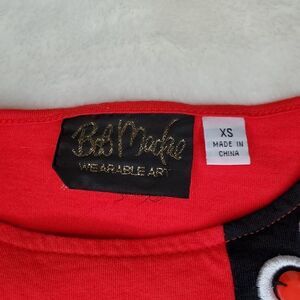 Bob Mackie
WEARABLE ART
XS
MADE IN
CHINA